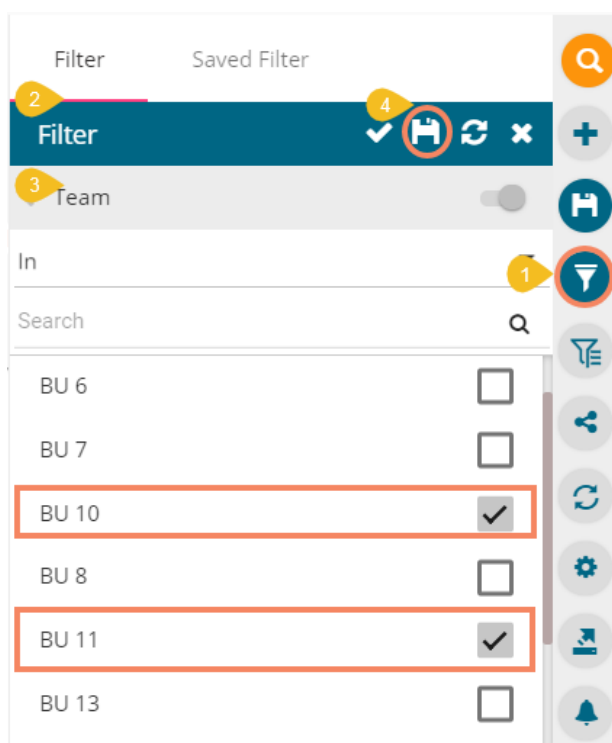 Filter Saved Filter
2
4
Filter
3 Team
In
1
Search
BU 6
BU 7
BU 10
BU 8
BU 11
BU 13